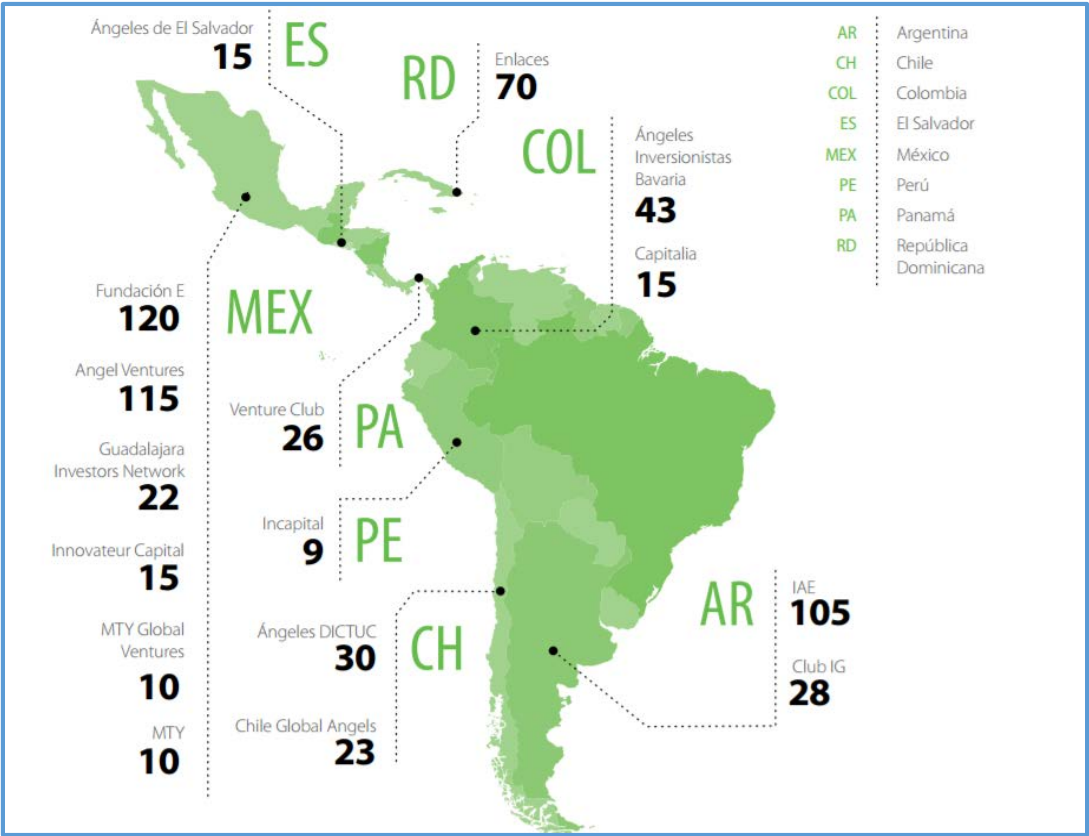 Ángeles de El Salvador
15
ES
RD
Enlaces
70
COL
Ángeles
Inversionistas
Bavaria
43
Capitalia
15
AR Argentina
CH Chile
COL Colombia
ES El Salvador
MEX México
PE Perú
PA Panamá
RD República
Dominicana
MEX
Fundación E
120
Angel Ventures
115
Guadalajara
Investors Network
22
Innovateur Capital
15
MTY Global
Ventures
10
MTY
10
Venture Club
26
PA
Incapital
9
PE
Ángeles DICTUC
30
CH
Chile Global Angels
23
AR
IAE
105
Club IG
28